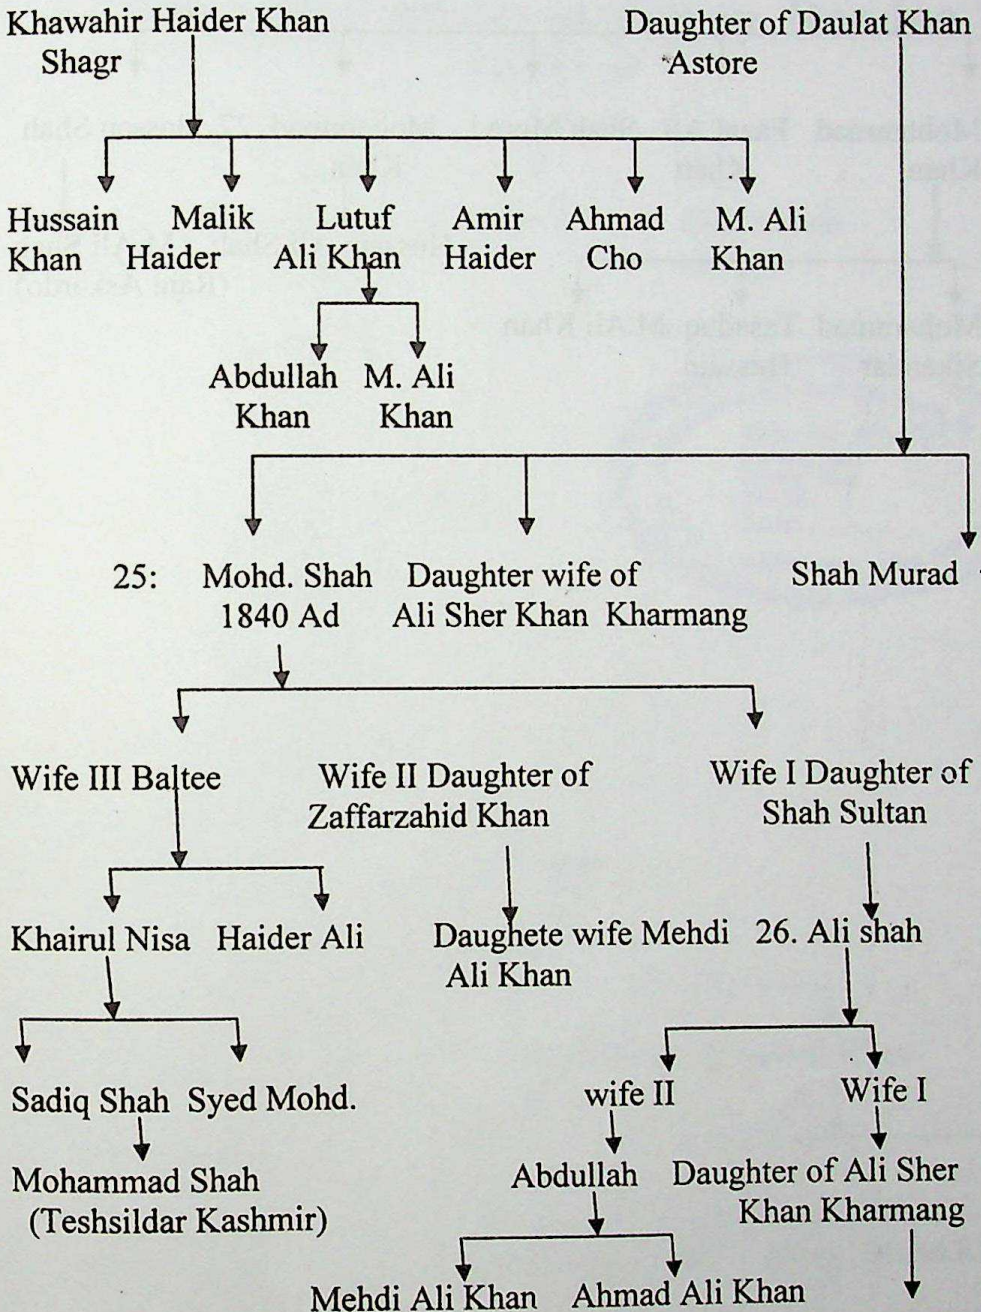 Khawahir Haider Khan Daughter of Daulat Khan
Shagr Astore
Hussain Malik Lutuf Amir Ahmad M. Ali
Khan Haider Ali Khan Haider Cho Khan
Abdullah M. Ali
Khan Khan
25: Mohd. Shah Daughter wife of Shah Murad
1840 Ad Ali Sher Khan Kharmang
Wife III Baltee Wife II Daughter of Wife I Daughter of
Zaffarzahid Khan Shah Sultan
Khairul Nisa Haider Ali Daughete wife Mehdi 26. Ali shah
Ali Khan
Sadiq Shah Syed Mohd. wife II Wife I
Mohammad Shah Abdullah Daughter of Ali Sher
(Teshsildar Kashmir) Khan Kharmang
Mehdi Ali Khan Ahmad Ali Khan